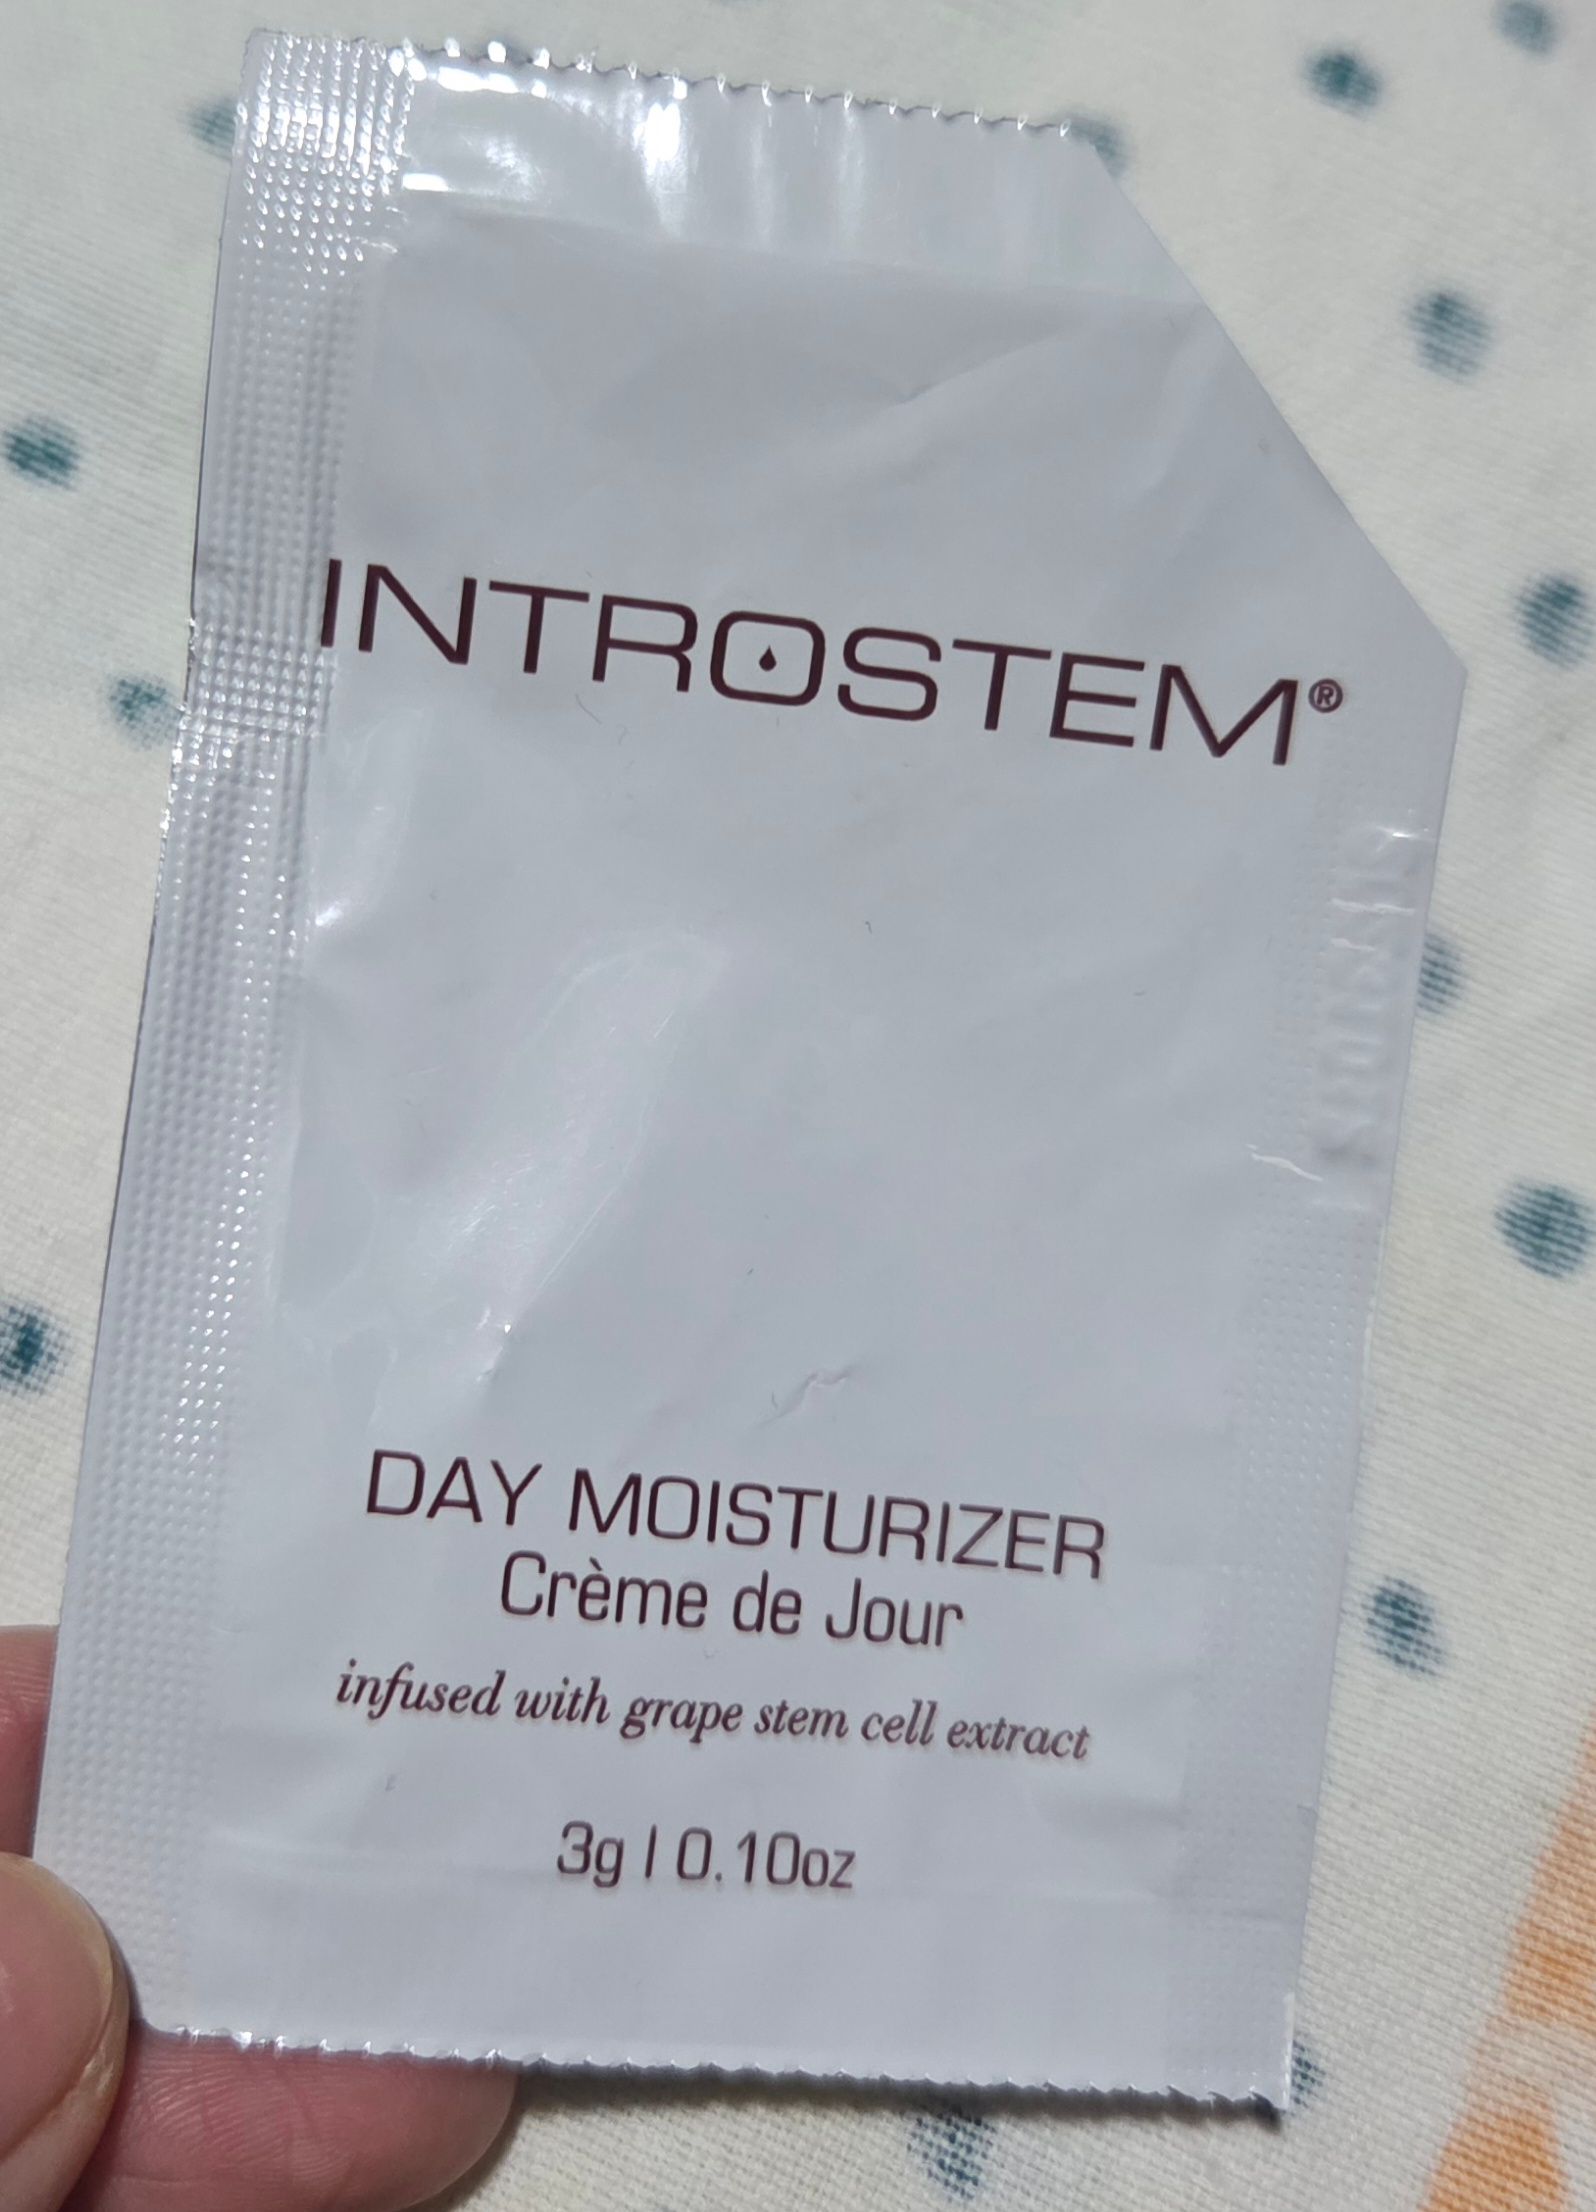 INTROSTEM®
DAY MOISTURIZER
Crème de Jour
infused with grape stem cell extract
3g | 0.10oz